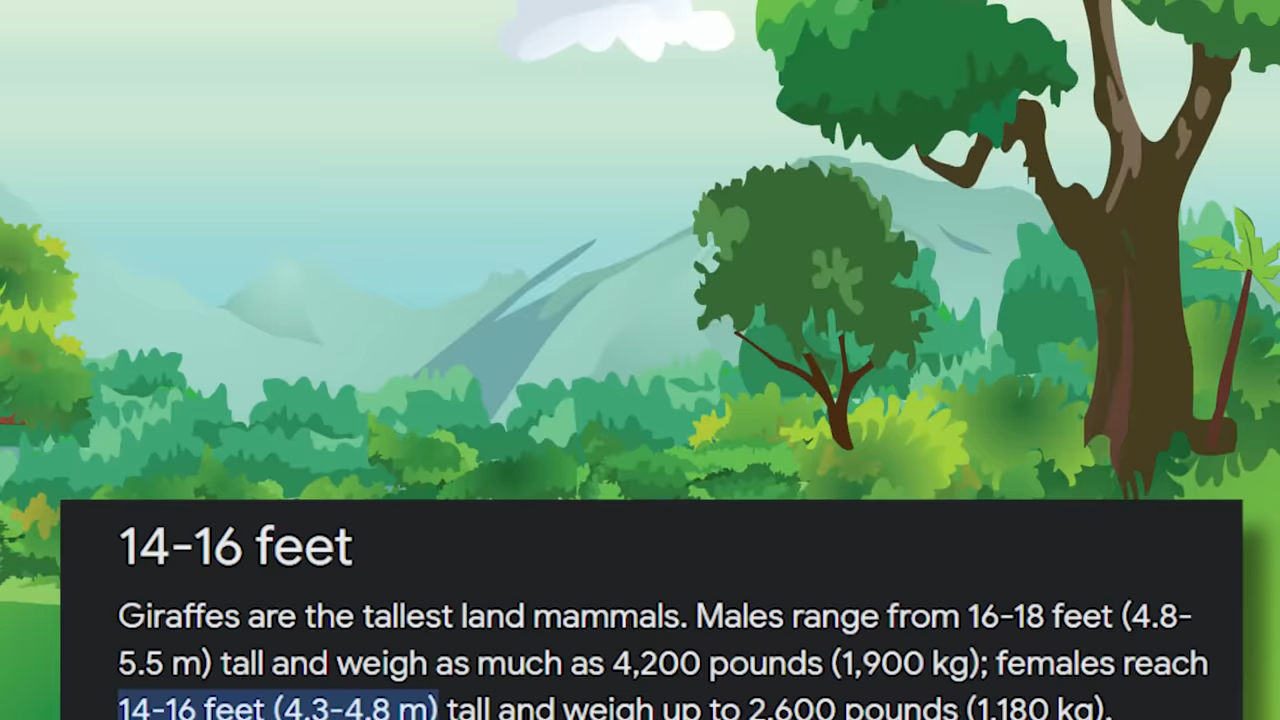 14-16 feet
Giraffes are the tallest land mammals. Males range from 16-18 feet (4.8-
5.5 m) tall and weigh as much as 4,200 pounds (1,900 kg); females reach
14-16 feet (4.3-4.8 m) tall and weigh up to 2,600 pounds (1,180 kg).